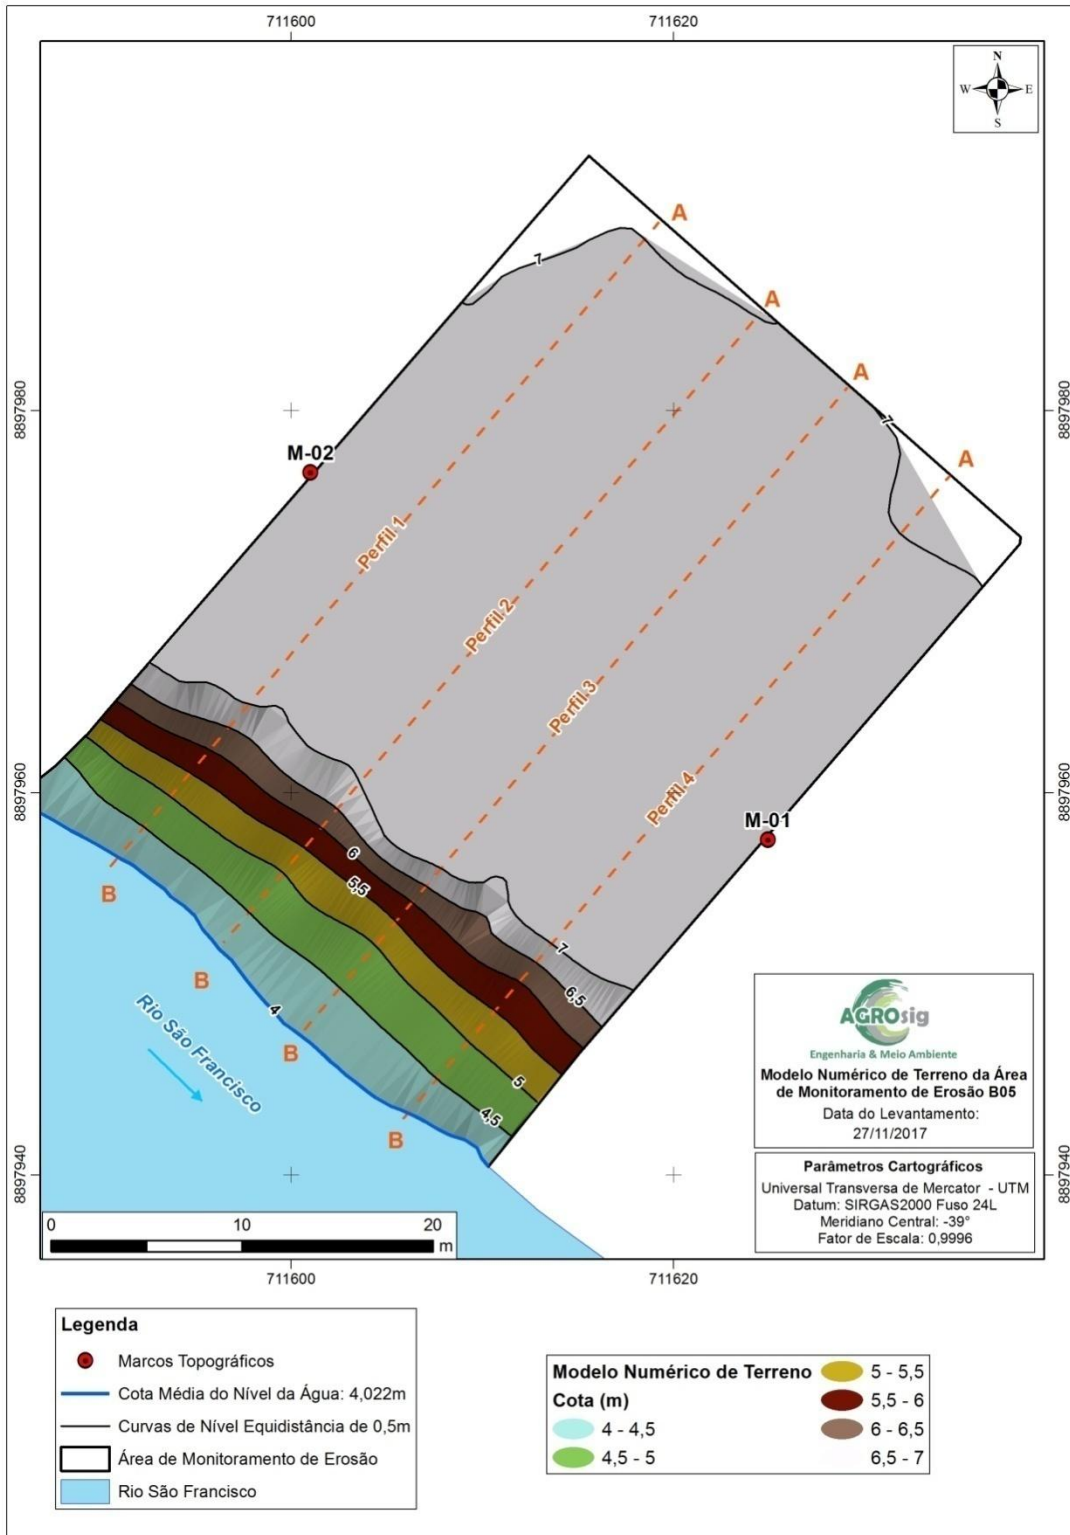 711600
711620
N
W
E
S
A
7
A
A
8897980
8897980
7
M-02
A
Perfil 1
Perfil 2
Perfil 3
Perfil 4
8897960
8897960
M-01
6
5,5
B
7
6,5
B
4
Rio São Francisco
B
5
4,5
B
AGROsig
Engenharia & Meio Ambiente
Modelo Numérico de Terreno da Área
de Monitoramento de Erosão B05
Data do Levantamento:
27/11/2017
Parâmetros Cartográficos
Universal Transversa de Mercator - UTM
Datum: SIRGAS2000 Fuso 24L
Meridiano Central: -39°
Fator de Escala: 0,9996
8897940
8897940
0
10
20
m
711600
711620
Legenda
Marcos Topográficos
Cota Média do Nível da Água: 4,022m
Curvas de Nível Equidistância de 0,5m
Área de Monitoramento de Erosão
Rio São Francisco
Modelo Numérico de Terreno
Cota (m)
4 - 4,5
4,5 - 5
5 - 5,5
5,5 - 6
6 - 6,5
6,5 - 7